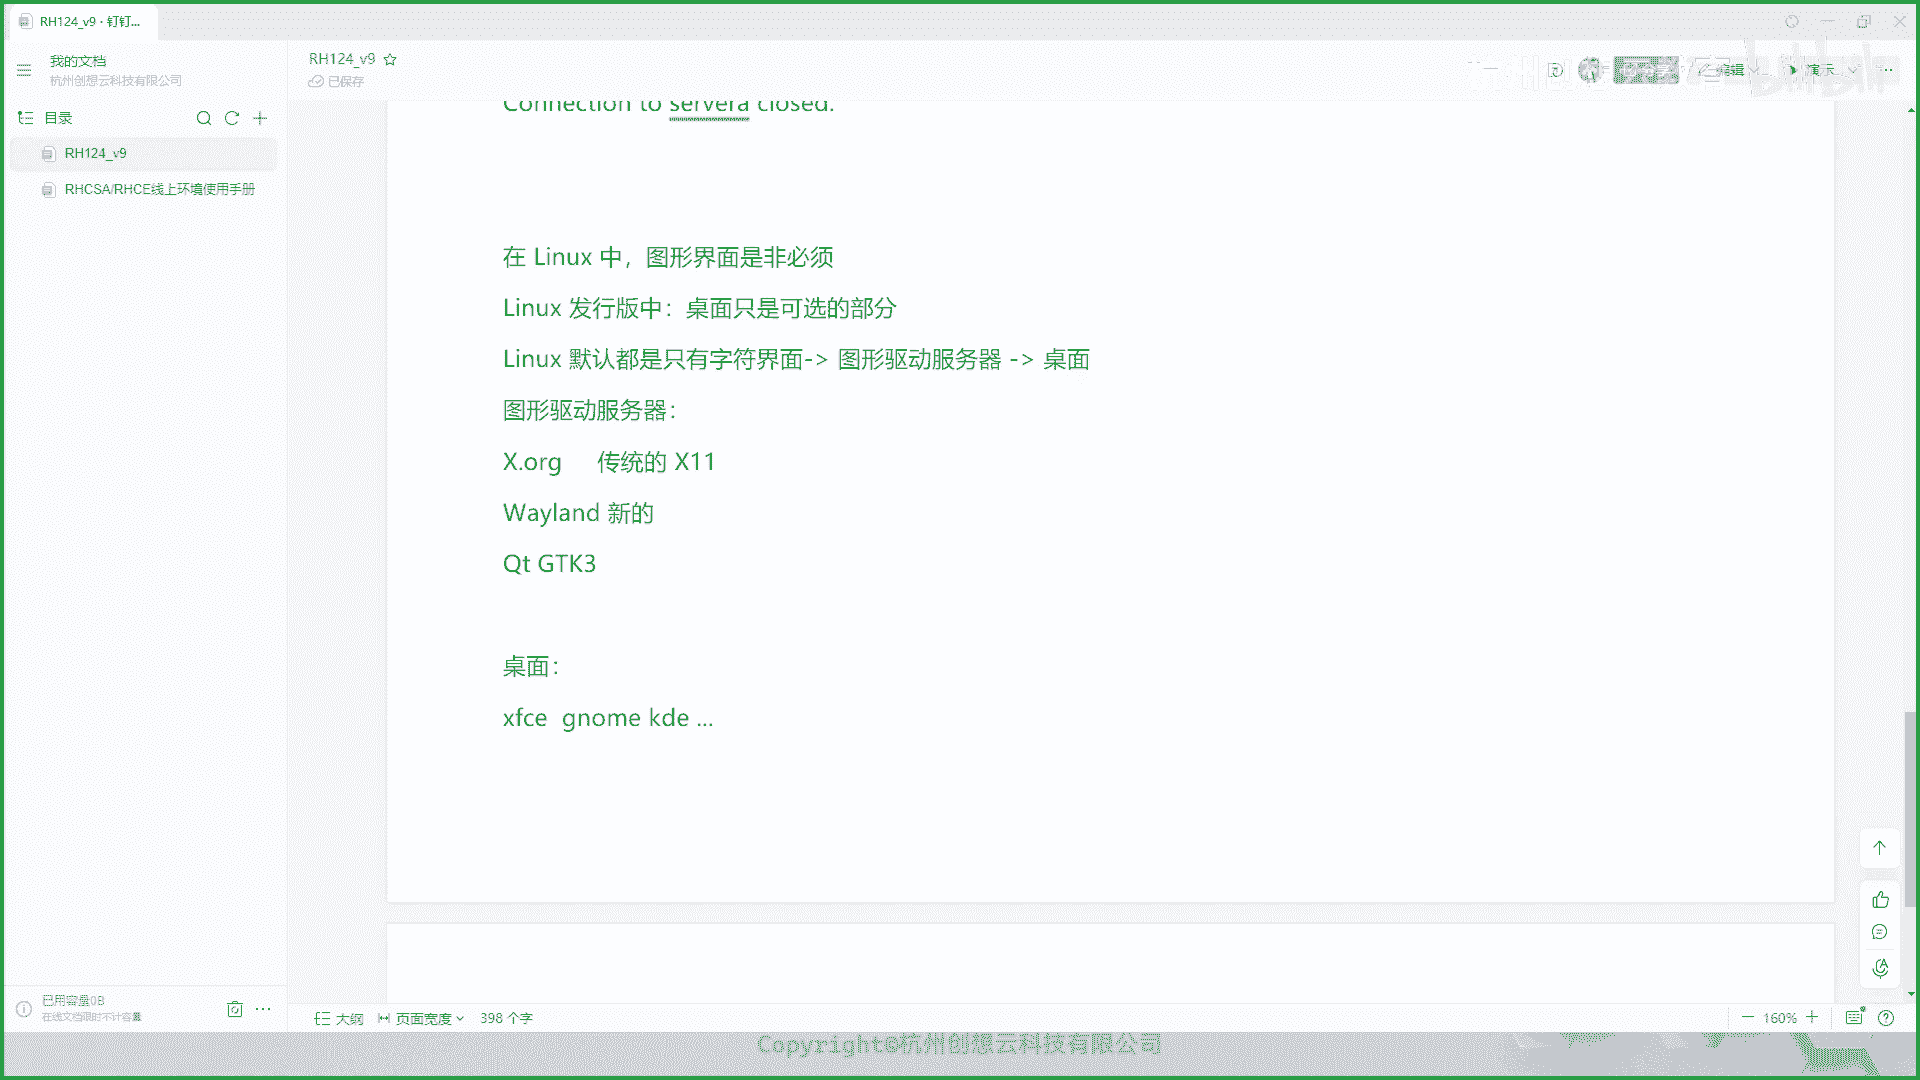 RH124_v9 · 钉钉...
我的文档
杭州创想云科技有限公司
目录
RH124_v9
RHCSA/RHCE线上环境使用手册
RH124_v9
已保存
编辑
演示
Connection to servera closed.
在 Linux 中，图形界面是非必须
Linux 发行版中：桌面只是可选的部分
Linux 默认都是只有字符界面-> 图形驱动服务器 -> 桌面
图形驱动服务器：
X.org 传统的 X11
Wayland 新的
Qt GTK3
桌面：
xfce gnome kde ...
已用容量0B
在线文档限时不计容量
大纲 页面宽度 398 个字
160%
Copyright©杭州创想云科技有限公司